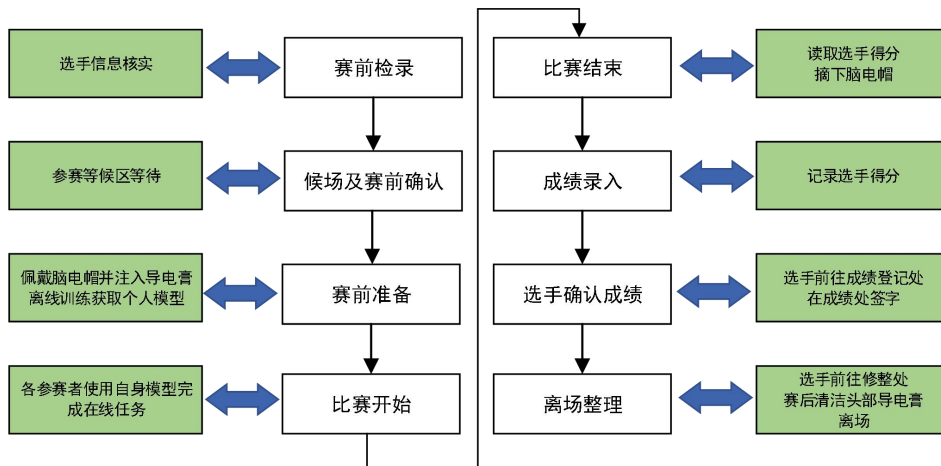 选手信息核实
赛前检录
参赛等候区等待
候场及赛前确认
佩戴脑电帽并注入导电膏
离线训练获取个人模型
赛前准备
各参赛者使用自身模型完
成在线任务
比赛开始
比赛结束
读取选手得分
摘下脑电帽
成绩录入
记录选手得分
选手确认成绩
选手前往成绩登记处
在成绩处签字
离场整理
选手前往修整处
赛后清洁头部导电膏
离场